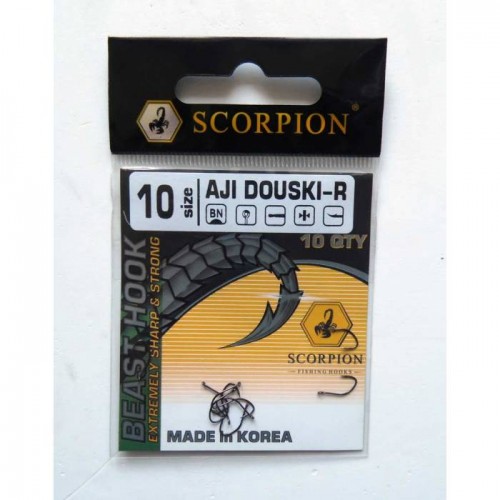 SCORPION®
10 size
AJI DOUSKI-R
BN
10 QTY
BEAST HOOK
EXTREMELY SHARP & STRONG
SCORPION
- FISHING HOOKS -
MADE IN KOREA